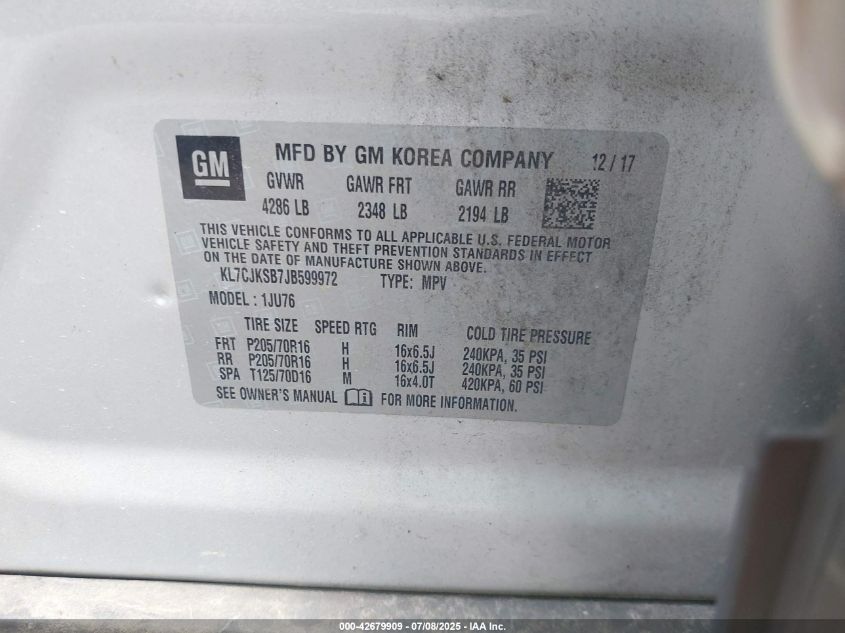 GM MFD BY GM KOREA COMPANY 12/17
GVWR GAWR FRT GAWR RR
4286 LB 2348 LB 2194 LB
THIS VEHICLE CONFORMS TO ALL APPLICABLE U.S. FEDERAL MOTOR
VEHICLE SAFETY AND THEFT PREVENTION STANDARDS IN EFFECT
ON THE DATE OF MANUFACTURE SHOWN ABOVE.
KL7CJKSB7JB599972 TYPE: MPV
MODEL : 1JU76
TIRE SIZE SPEED RTG RIM COLD TIRE PRESSURE
FRT P205/70R16 H 16x6.5J 240KPA, 35 PSI
RR P205/70R16 H 16x6.5J 240KPA, 35 PSI
SPA T125/70D16 M 16x4.0T 420KPA, 60 PSI
SEE OWNER'S MANUAL FOR MORE INFORMATION.
000-42679909 - 07/08/2025 - IAA Inc.